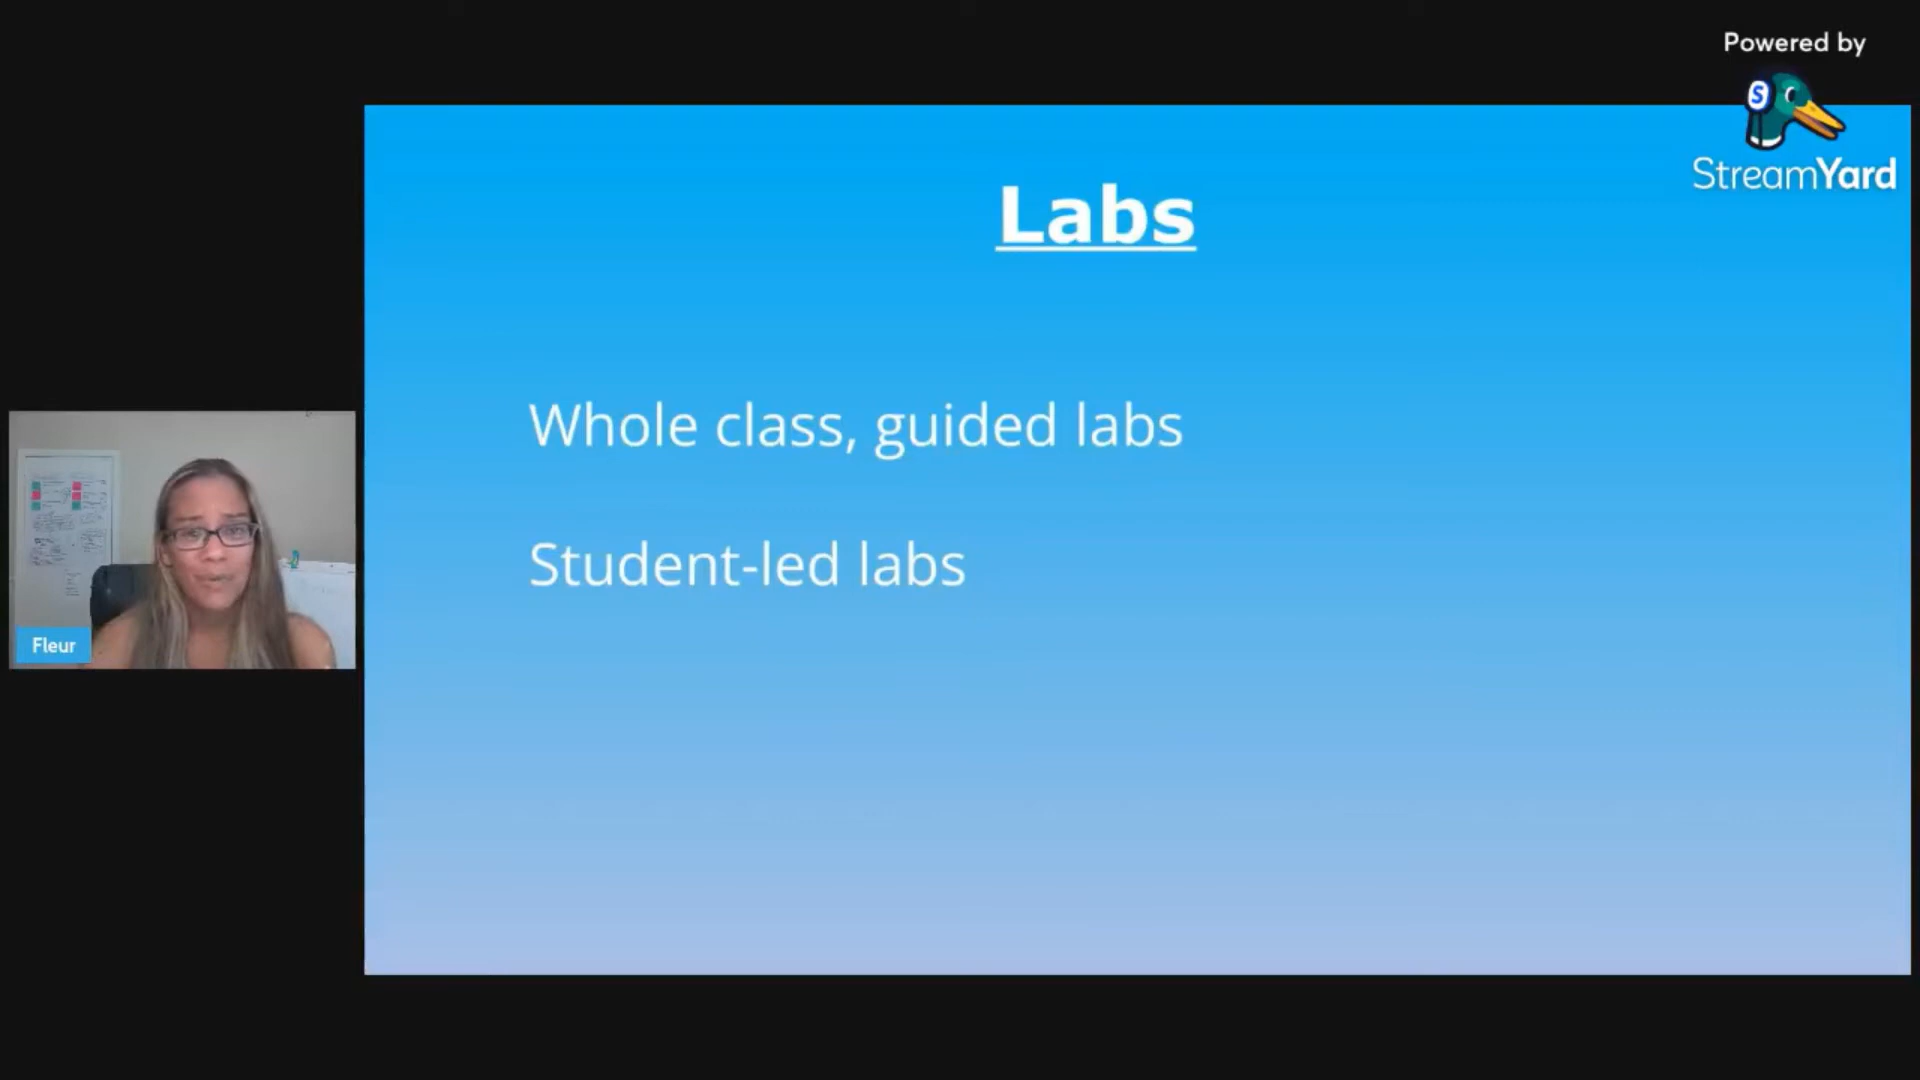 Powered by
S
StreamYard
Labs
Whole class, guided labs
Student-led labs
Fleur